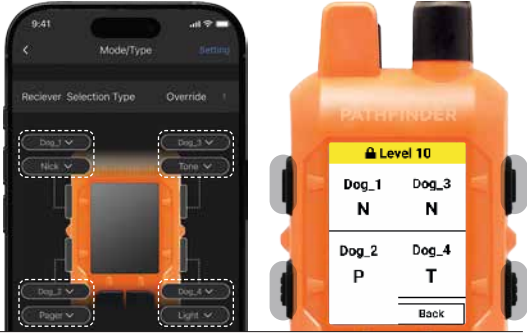 9:41
Mode/Type
Setting
Reciever Selection Type
Override
Dog_1
Nick
Dog_3
Tone
Pager
Dog_4
Light
PATHFINDER
Level 10
Dog_1
N
Dog_3
N
Dog_2
P
Dog_4
T
Back